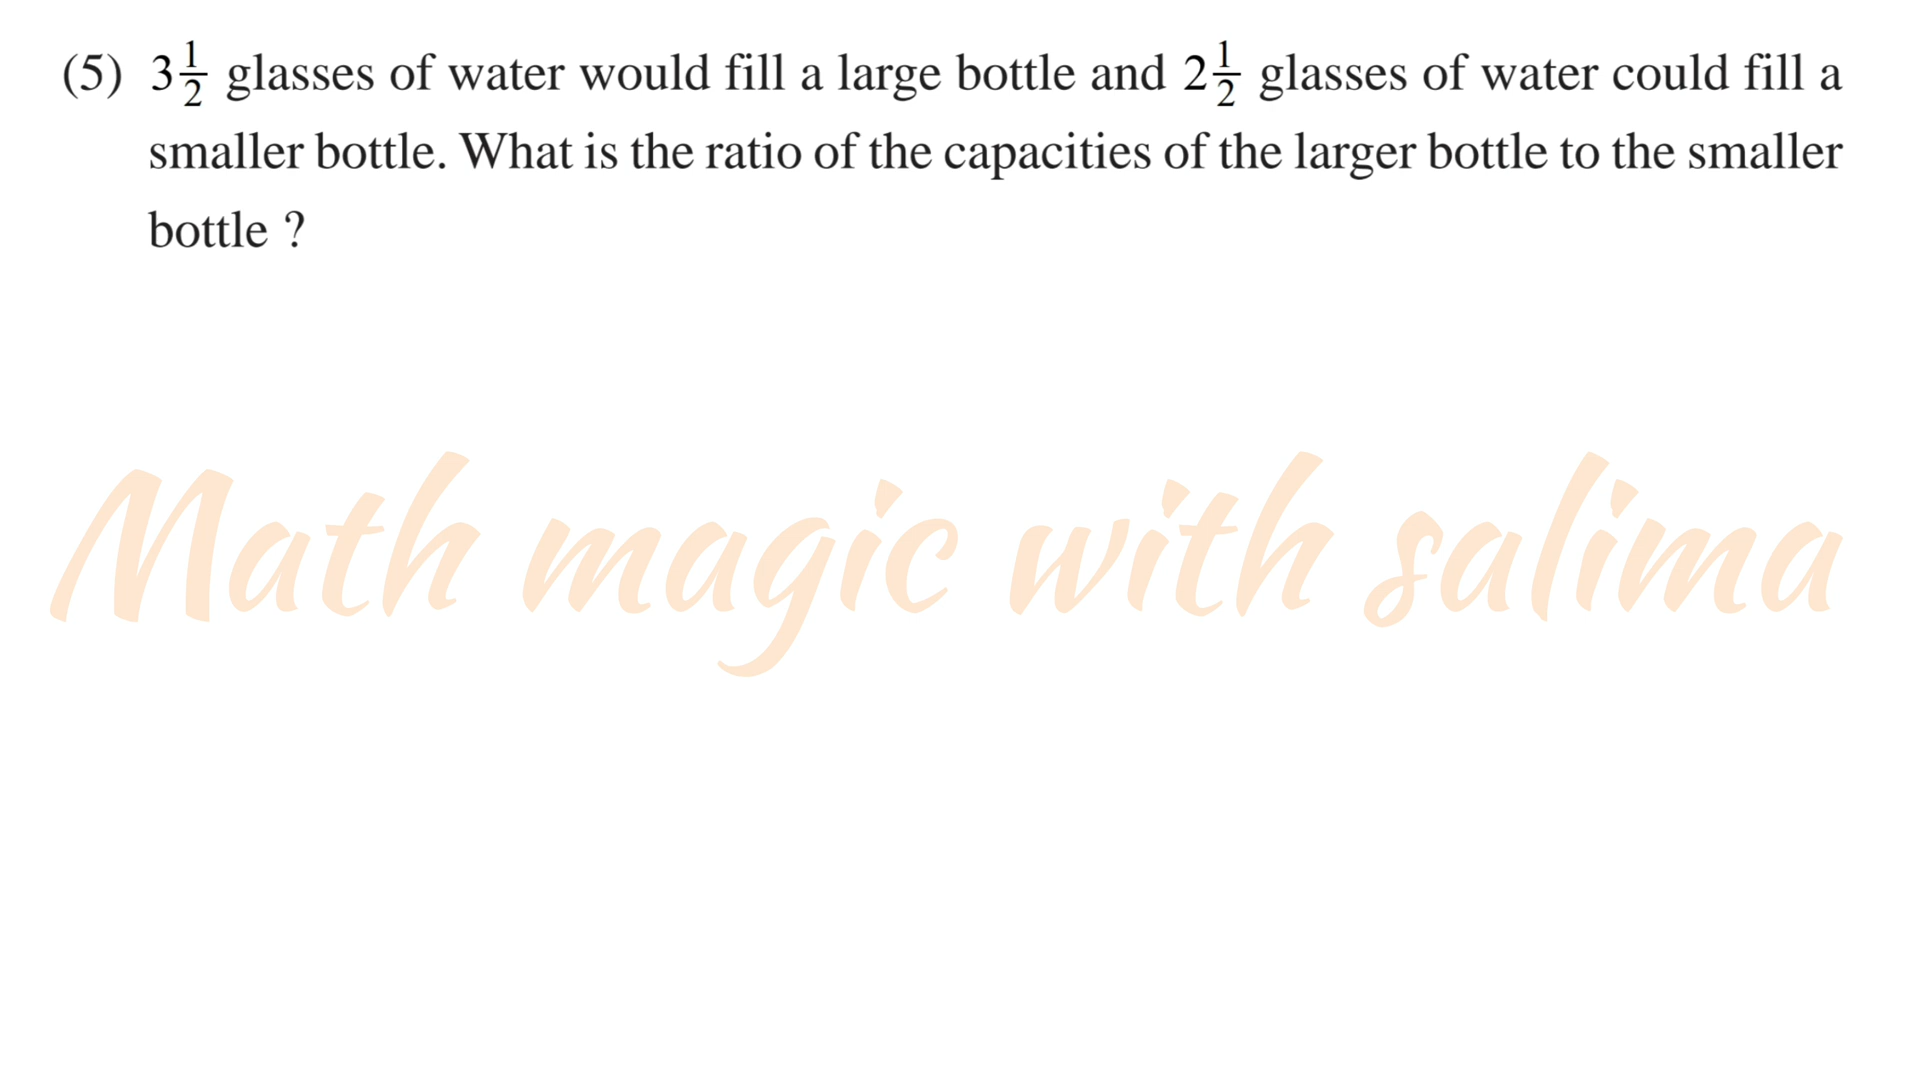 (5) 3½ glasses of water would fill a large bottle and 2½ glasses of water could fill a
smaller bottle. What is the ratio of the capacities of the larger bottle to the smaller
bottle ?
Math magic with salima